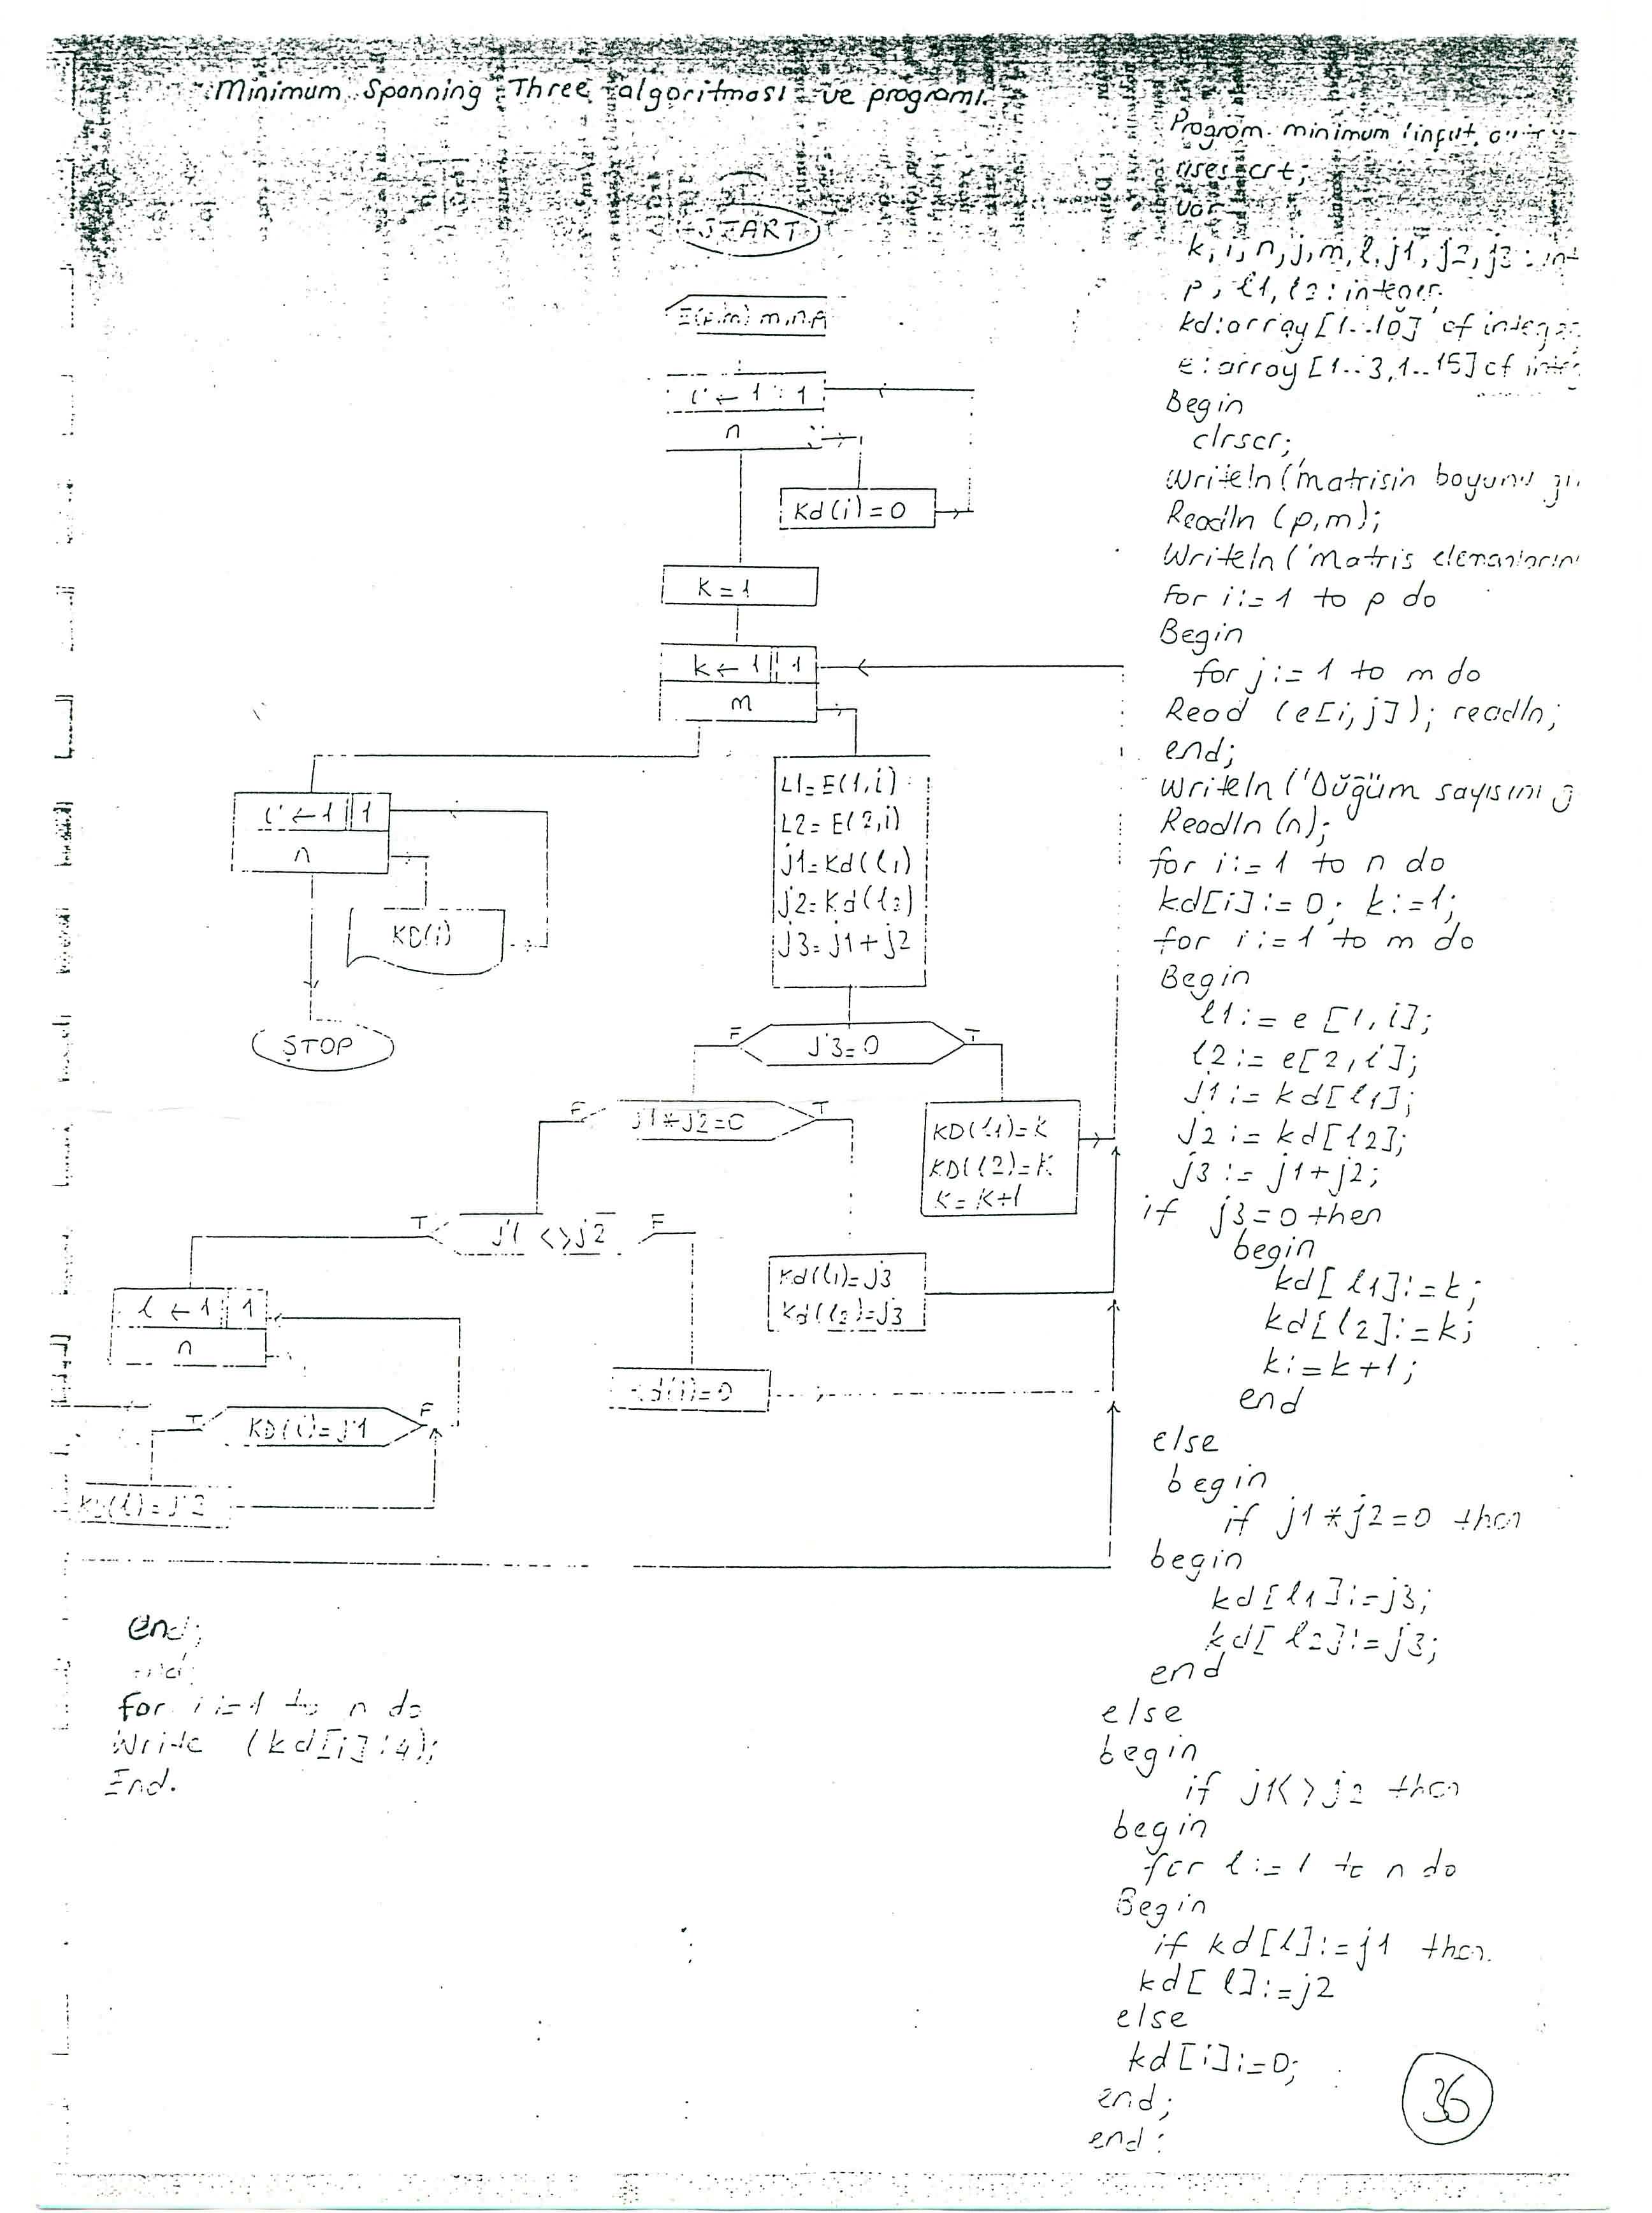 Minimum Spanning Three algoritması ve programı.
START
E(p,m) m,n,p
i ← 1 1
n
Kd(i)=0
k=1
k ← 1 1
m
L1=E(1,i)
L2=E(2,i)
j1=Kd(l1)
j2=Kd(l2)
j3=j1+j2
i ← 1 1
n
KD(i)
STOP
F j3=0 T
F j1*j2=0 T
KD(l1)=k
KD(l2)=k
k=k+1
T j1 <> j2 F
Kd(l1)=j3
Kd(l2)=j3
l ← 1 1
n
d(i)=0
T KD(l)=j1 F
Kd(l)=j2
Program minimum (input,
uses crt;
var
k,i,n,j,m,l,j1,j2,j3: int
p, l1, l2: integer
kd:array [1..10] of integ
e:array [1..3,1..15] of integ
Begin
clrscr;
Writeln('matrisin boyunu
Readln (p,m);
Writeln ('Matris elemanlarını
for i:=1 to p do
Begin
for j:=1 to m do
Read (e[i,j]); readln;
end;
writeln ('Düğüm sayısını g
Readln (n);
for i:=1 to n do
kd[i]:=0; k:=1;
for i:=1 to m do
Begin
l1:=e[1,i];
l2:=e[2,i];
j1:=kd[l1];
j2:=kd[l2];
j3:=j1+j2;
if j3=0 then
begin
kd[l1]:=k;
kd[l2]:=k;
k:=k+1;
end
else
begin
if j1*j2=0 then
begin
kd[l1]:=j3;
kd[l2]:=j3;
end
else
begin
if j1<>j2 then
begin
for l:=1 to n do
Begin
if kd[l]:=j1 then
kd[l]:=j2
else
kd[i]:=0;
end;
end;
end;
end;
for i:=1 to n do
Write (kd[i]:4);
End.
36